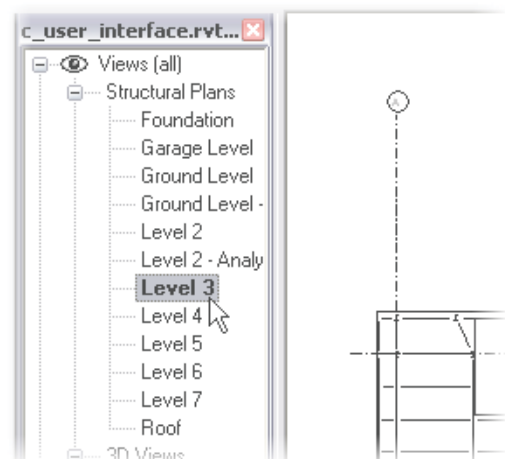 c_user_interface.rvt...
Views (all)
Structural Plans
Foundation
Garage Level
Ground Level
Ground Level -
Level 2
Level 2 - Analy
Level 3
Level 4
Level 5
Level 6
Level 7
Roof
3D Views
A